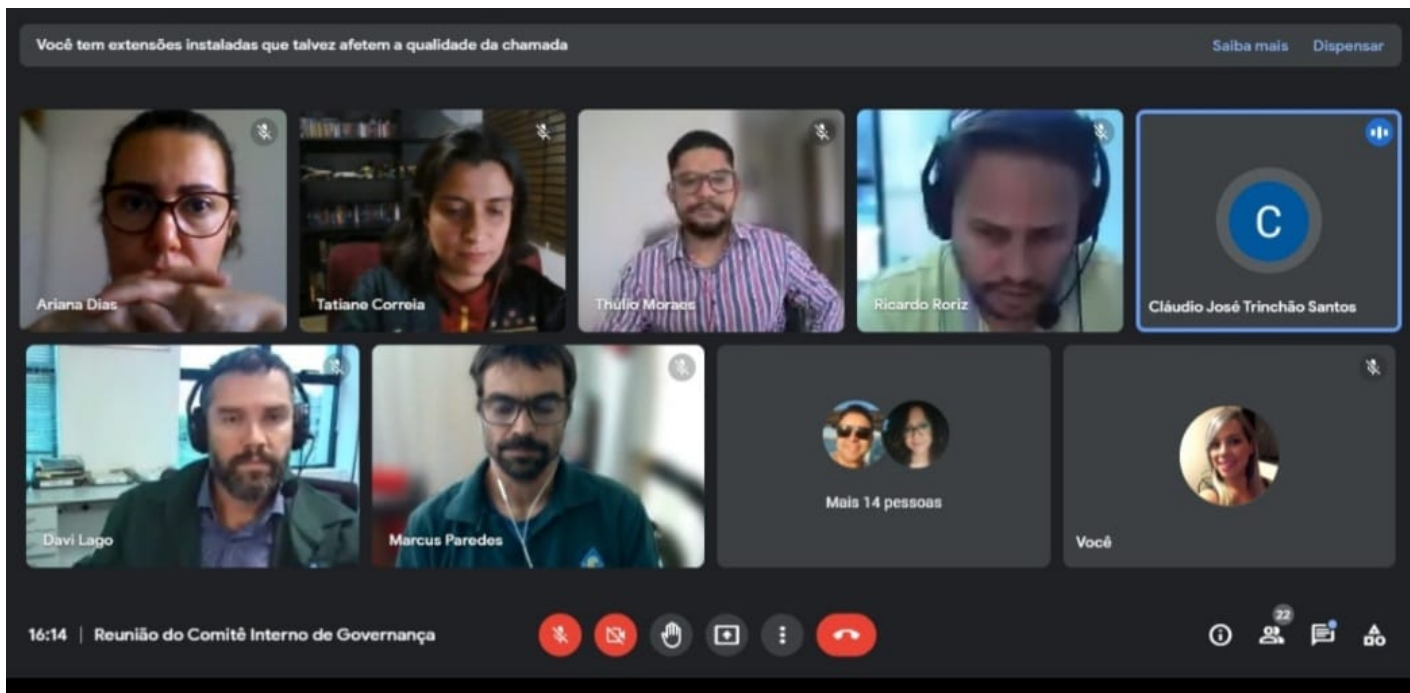 Você tem extensões instaladas que talvez afetem a qualidade da chamada
Saiba mais
Dispensar
Ariana Dias
Tatiane Correia
Thúlio Moraes
Ricardo Roriz
C
Cláudio José Trinchão Santos
Davi Lago
Marcus Paredes
Mais 14 pessoas
Você
22
16:14 | Reunião do Comitê Interno de Governança